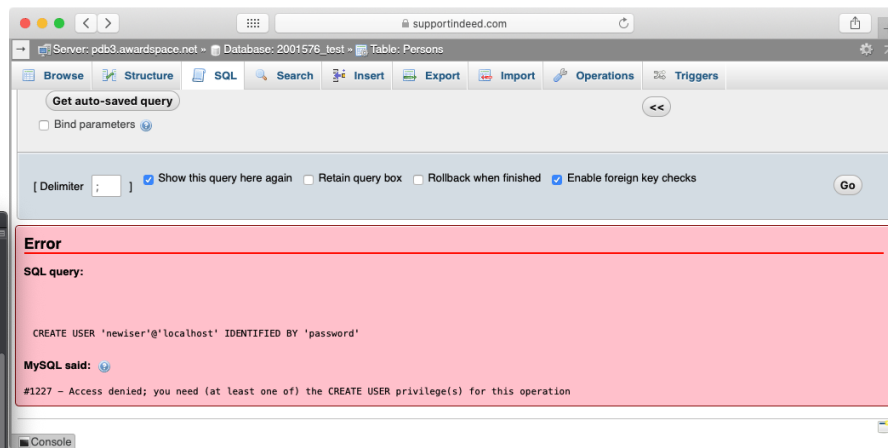 supportindeed.com
Server: pdb3.awardspace.net » Database: 2001576_test » Table: Persons
Browse Structure SQL Search Insert Export Import Operations Triggers
Get auto-saved query
<<
Bind parameters
[ Delimiter ; ] Show this query here again Retain query box Rollback when finished Enable foreign key checks Go
Error
SQL query:
CREATE USER 'newiser'@'localhost' IDENTIFIED BY 'password'
MySQL said:
#1227 – Access denied; you need (at least one of) the CREATE USER privilege(s) for this operation
Console